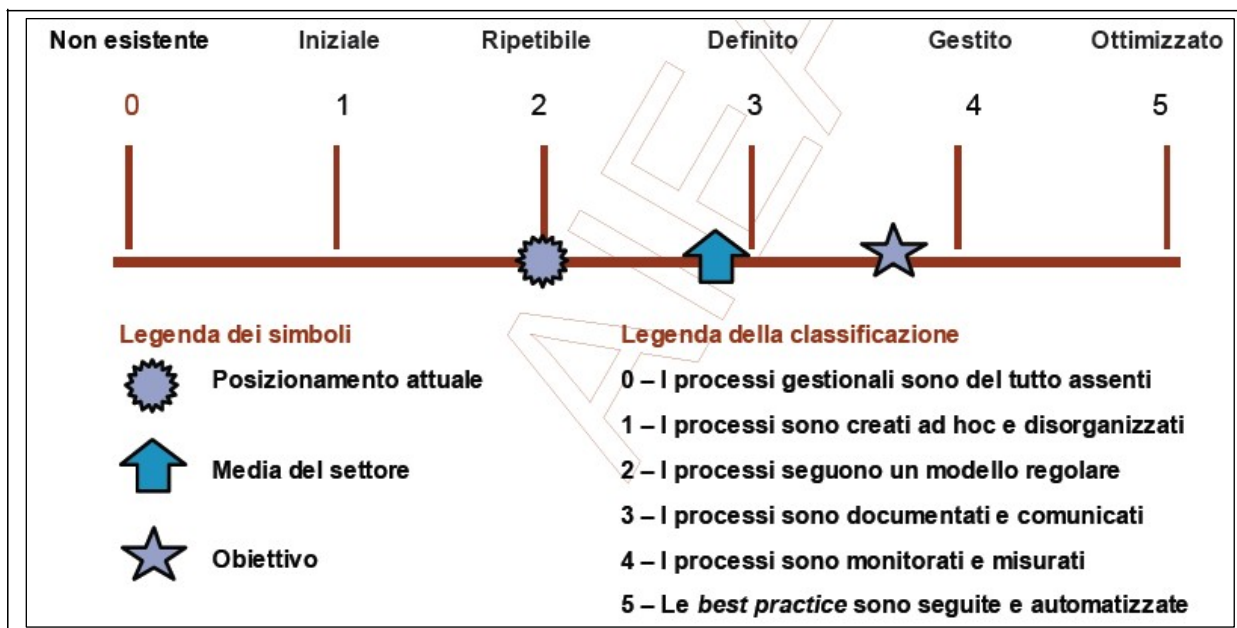 Non esistente Iniziale Ripetibile Definito Gestito Ottimizzato
0 1 2 3 4 5
Legenda dei simboli
Posizionamento attuale
Media del settore
Obiettivo
Legenda della classificazione
0 – I processi gestionali sono del tutto assenti
1 – I processi sono creati ad hoc e disorganizzati
2 – I processi seguono un modello regolare
3 – I processi sono documentati e comunicati
4 – I processi sono monitorati e misurati
5 – Le best practice sono seguite e automatizzate